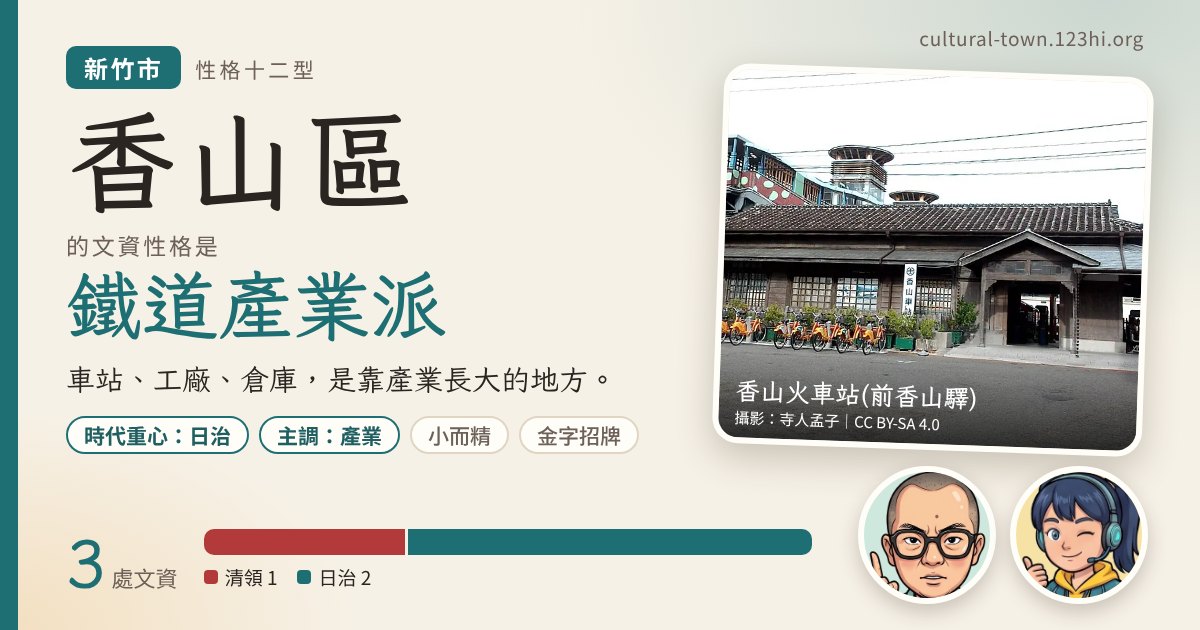 cultural-town.123hi.org
新竹市 性格十二型
香山區
的文資性格是
鐵道產業派
車站、工廠、倉庫，是靠產業長大的地方。
時代重心：日治 主調：產業 小而精 金字招牌
香山車站
香山火車站(前香山驛)
攝影：寺人孟子｜CC BY-SA 4.0
3 處文資
清領 1 日治 2